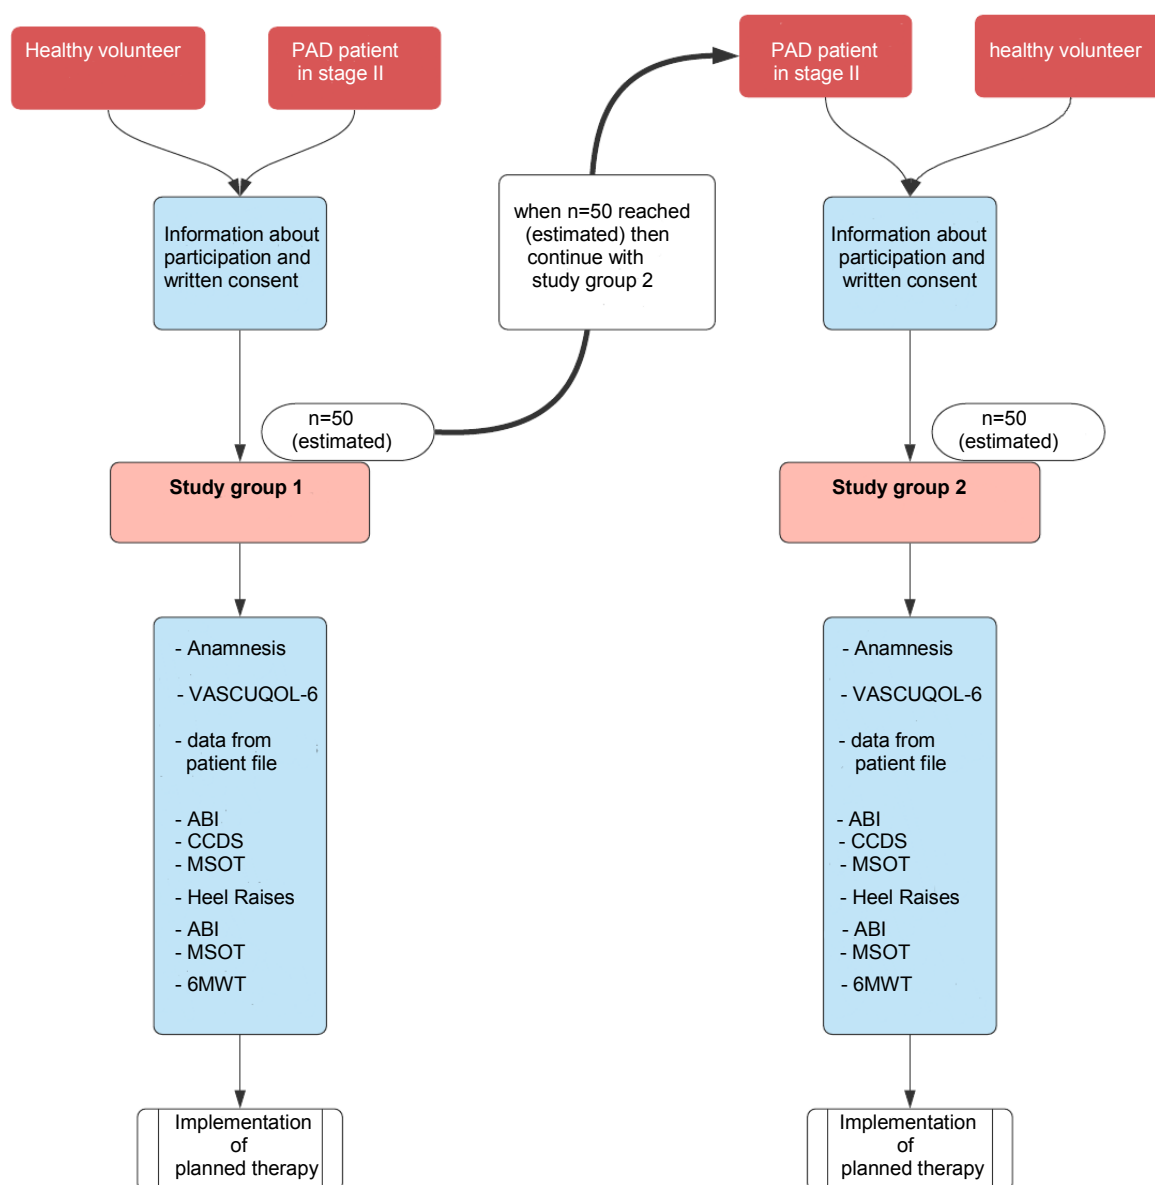 Healthy volunteer
PAD patient
in stage II
Information about
participation and
written consent
n=50
(estimated)
Study group 1
- Anamnesis
- VASCUQOL-6
- data from
patient file
- ABI
- CCDS
- MSOT
- Heel Raises
- ABI
- MSOT
- 6MWT
Implementation
of
planned therapy
when n=50 reached
(estimated) then
continue with
study group 2
PAD patient
in stage II
healthy volunteer
Information about
participation and
written consent
n=50
(estimated)
Study group 2
- Anamnesis
- VASCUQOL-6
- data from
patient file
- ABI
- CCDS
- MSOT
- Heel Raises
- ABI
- MSOT
- 6MWT
Implementation
of
planned therapy